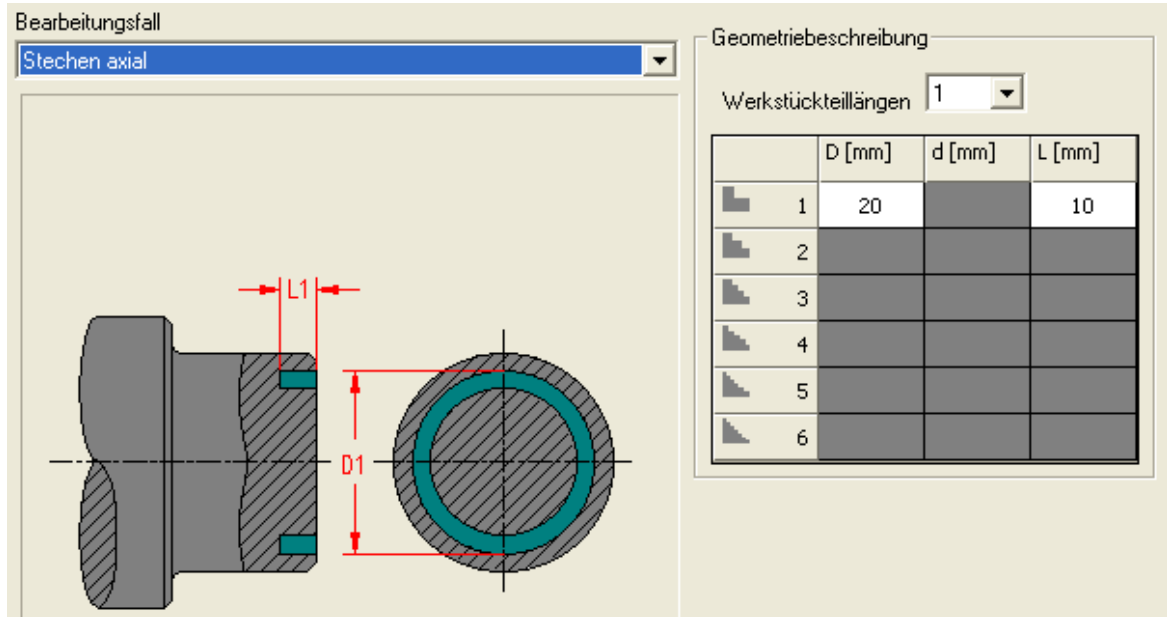 Bearbeitungsfall
Stechen axial
L1
D1
Geometriebeschreibung
Werkstückteillängen 1
D [mm] d [mm] L [mm]
1 20 10
2
3
4
5
6